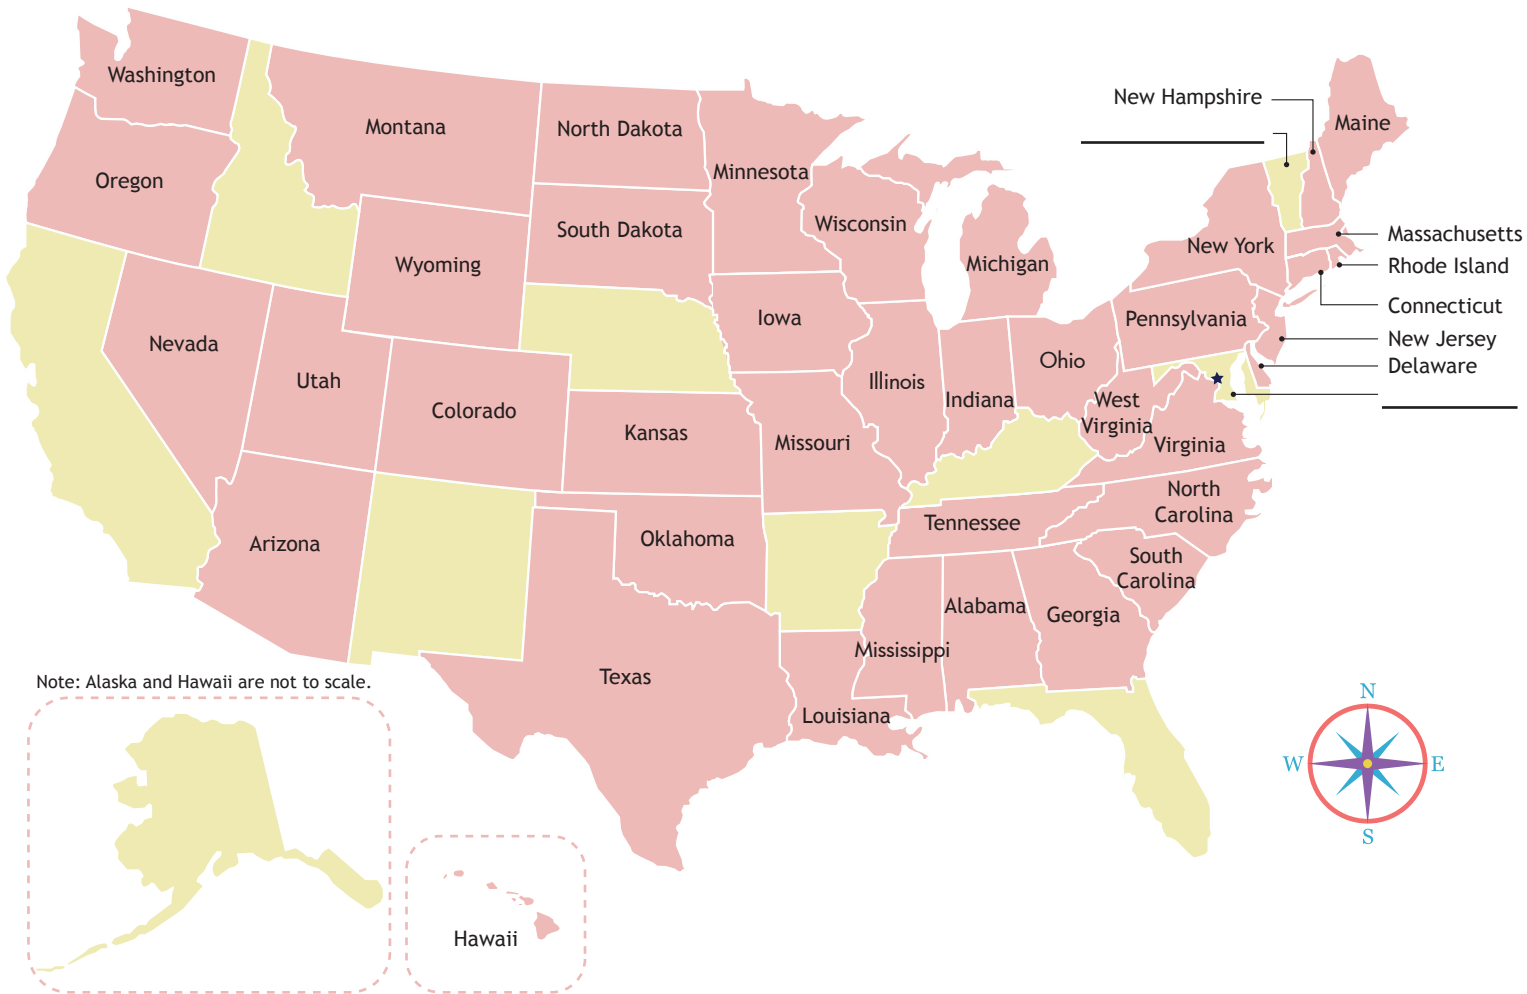 Washington
Montana
North Dakota
Minnesota
New Hampshire
Maine
Oregon
South Dakota
Wisconsin
Wyoming
Michigan
New York
Massachusetts
Rhode Island
Connecticut
New Jersey
Delaware
Nevada
Utah
Colorado
Iowa
Illinois
Indiana
Ohio
Pennsylvania
West
Virginia
Virginia
Kansas
Missouri
North
Carolina
Arizona
Oklahoma
Tennessee
South
Carolina
Texas
Mississippi
Alabama
Georgia
Louisiana
Note: Alaska and Hawaii are not to scale.
Hawaii
N
W
E
S